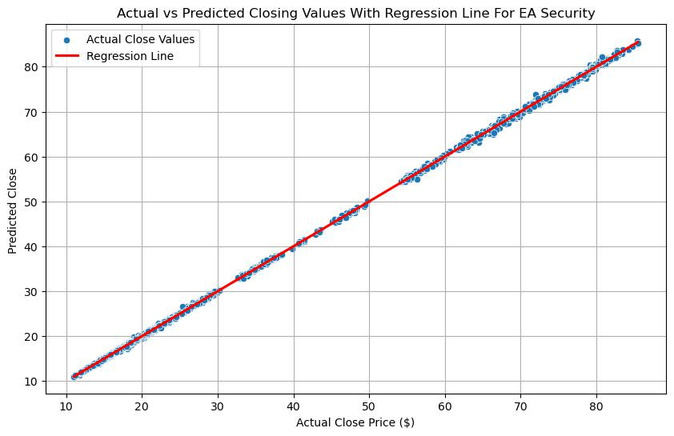 Actual vs Predicted Closing Values With Regression Line For EA Security
Actual Close Values
Regression Line
Predicted Close
80
70
60
50
40
30
20
10
10 20 30 40 50 60 70 80
Actual Close Price ($)